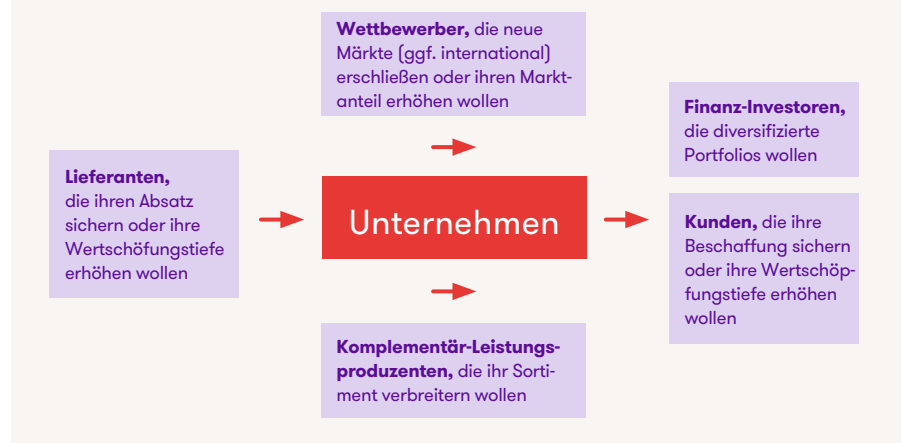 Wettbewerber, die neue
Märkte (ggf. international)
erschließen oder ihren Markt-
anteil erhöhen wollen
Finanz-Investoren,
die diversifizierte
Portfolios wollen
Lieferanten,
die ihren Absatz
sichern oder ihre
Wertschöfungstiefe
erhöhen wollen
Unternehmen
Kunden, die ihre
Beschaffung sichern
oder ihre Wertschöp-
fungstiefe erhöhen
wollen
Komplementär-Leistungs-
produzenten, die ihr Sorti-
ment verbreitern wollen